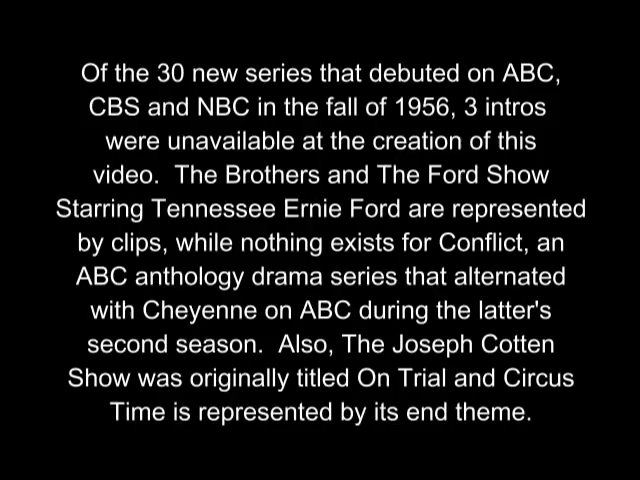 Of the 30 new series that debuted on ABC,
CBS and NBC in the fall of 1956, 3 intros
were unavailable at the creation of this
video.  The Brothers and The Ford Show
Starring Tennessee Ernie Ford are represented
by clips, while nothing exists for Conflict, an
ABC anthology drama series that alternated
with Cheyenne on ABC during the latter's
second season.  Also, The Joseph Cotten
Show was originally titled On Trial and Circus
Time is represented by its end theme.